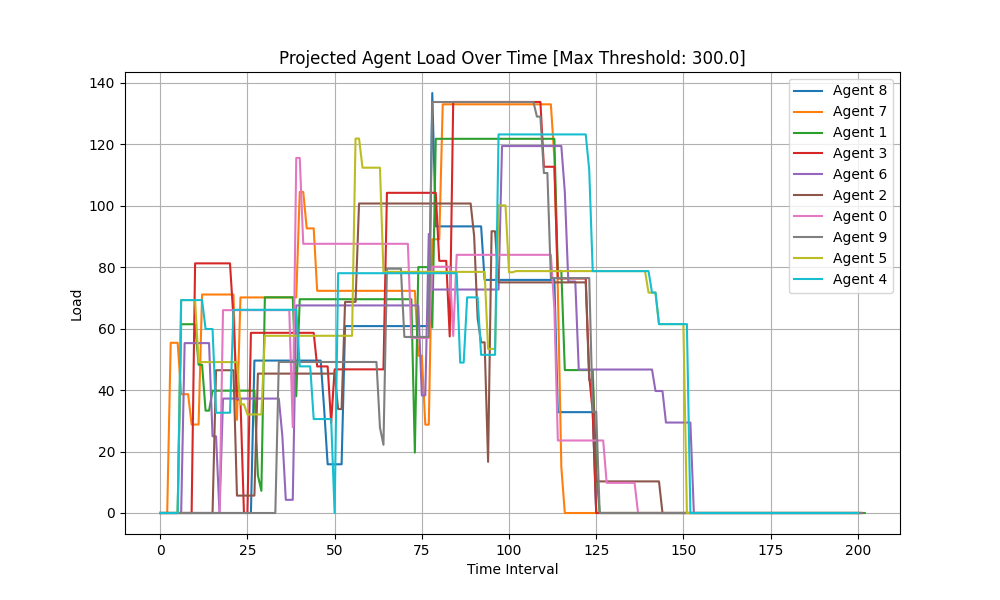 Projected Agent Load Over Time [Max Threshold: 300.0]
140
120
100
80
60
40
20
0
Load
0
25
50
75
100
125
150
175
200
Time Interval
Agent 8
Agent 7
Agent 1
Agent 3
Agent 6
Agent 2
Agent 0
Agent 9
Agent 5
Agent 4